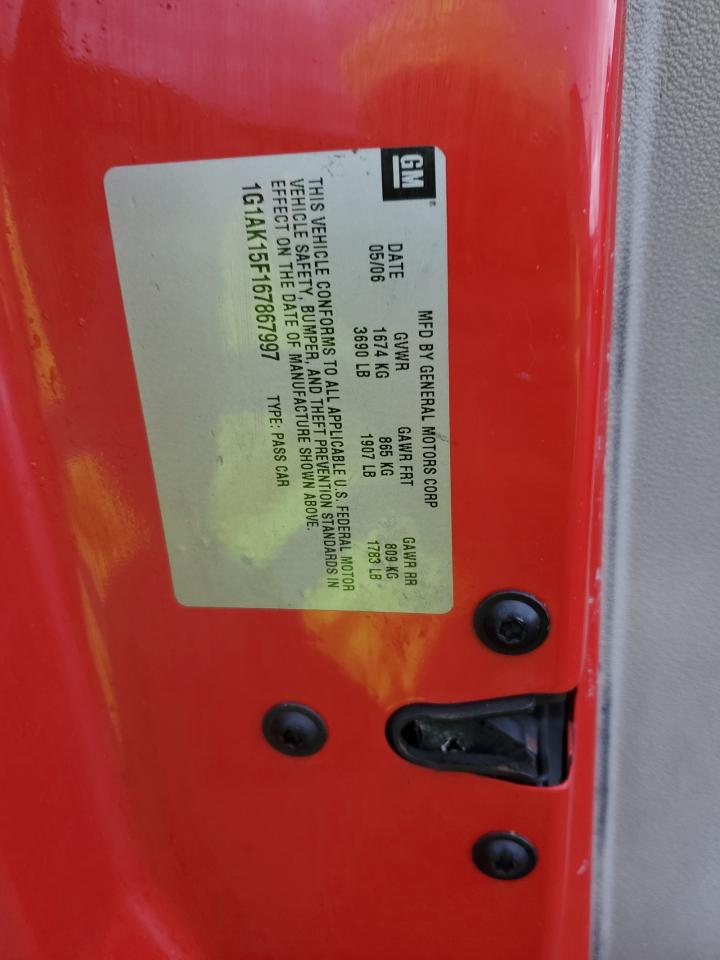 GM
MFD BY GENERAL MOTORS CORP
DATE GVWR GAWR FRT GAWR RR
05/06 1674 KG 865 KG 809 KG
3690 LB 1907 LB 1783 LB
THIS VEHICLE CONFORMS TO ALL APPLICABLE U.S. FEDERAL MOTOR
VEHICLE SAFETY, BUMPER, AND THEFT PREVENTION STANDARDS IN
EFFECT ON THE DATE OF MANUFACTURE SHOWN ABOVE.
1G1AK15F167867997 TYPE: PASS CAR